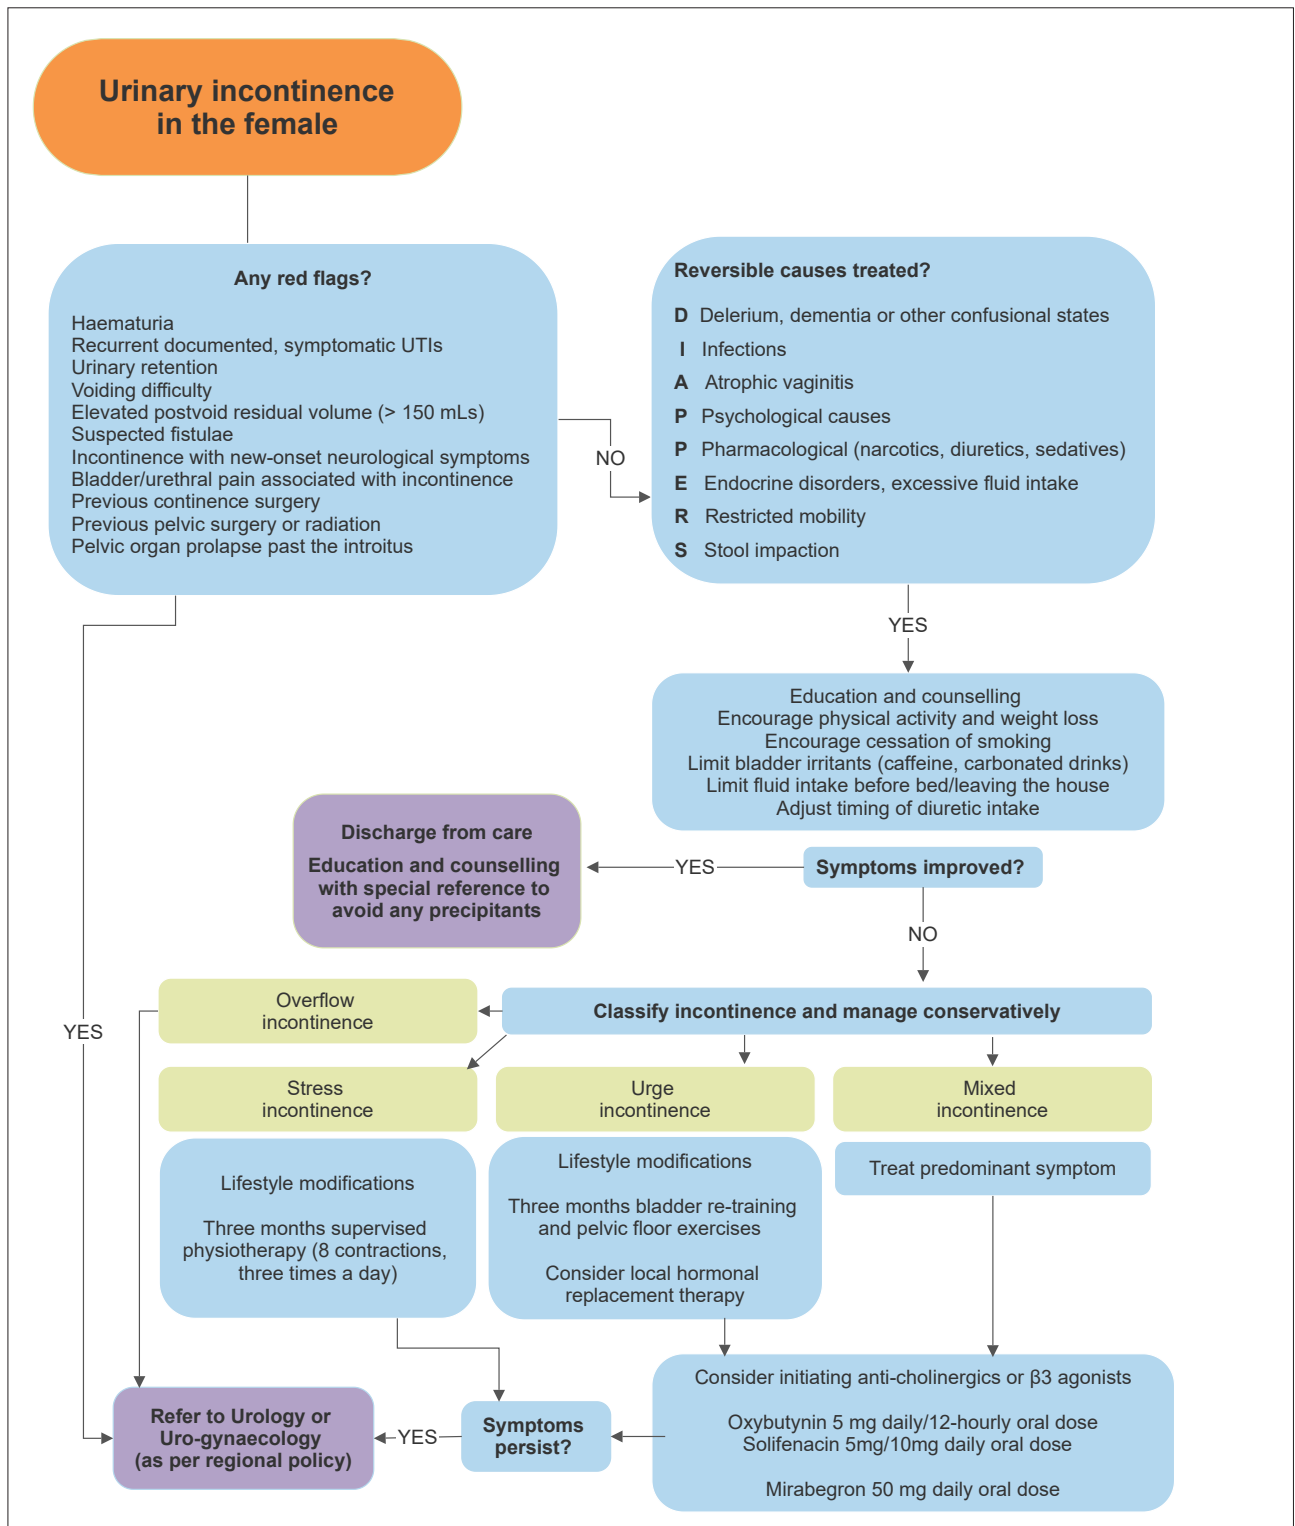 Urinary incontinence
in the female
Any red flags?
Haematuria
Recurrent documented, symptomatic UTIs
Urinary retention
Voiding difficulty
Elevated postvoid residual volume (> 150 mLs)
Suspected fistulae
Incontinence with new-onset neurological symptoms
Bladder/urethral pain associated with incontinence
Previous continence surgery
Previous pelvic surgery or radiation
Pelvic organ prolapse past the introitus
NO
Reversible causes treated?
D Delerium, dementia or other confusional states
I Infections
A Atrophic vaginitis
P Psychological causes
P Pharmacological (narcotics, diuretics, sedatives)
E Endocrine disorders, excessive fluid intake
R Restricted mobility
S Stool impaction
YES
Education and counselling
Encourage physical activity and weight loss
Encourage cessation of smoking
Limit bladder irritants (caffeine, carbonated drinks)
Limit fluid intake before bed/leaving the house
Adjust timing of diuretic intake
Symptoms improved?
YES
Discharge from care
Education and counselling
with special reference to
avoid any precipitants
NO
Classify incontinence and manage conservatively
Overflow
incontinence
YES
Stress
incontinence
Urge
incontinence
Mixed
incontinence
Lifestyle modifications
Three months supervised
physiotherapy (8 contractions,
three times a day)
Lifestyle modifications
Three months bladder re-training
and pelvic floor exercises
Consider local hormonal
replacement therapy
Treat predominant symptom
Consider initiating anti-cholinergics or β3 agonists
Oxybutynin 5 mg daily/12-hourly oral dose
Solifenacin 5mg/10mg daily oral dose
Mirabegron 50 mg daily oral dose
Symptoms
persist?
YES
Refer to Urology or
Uro-gynaecology
(as per regional policy)